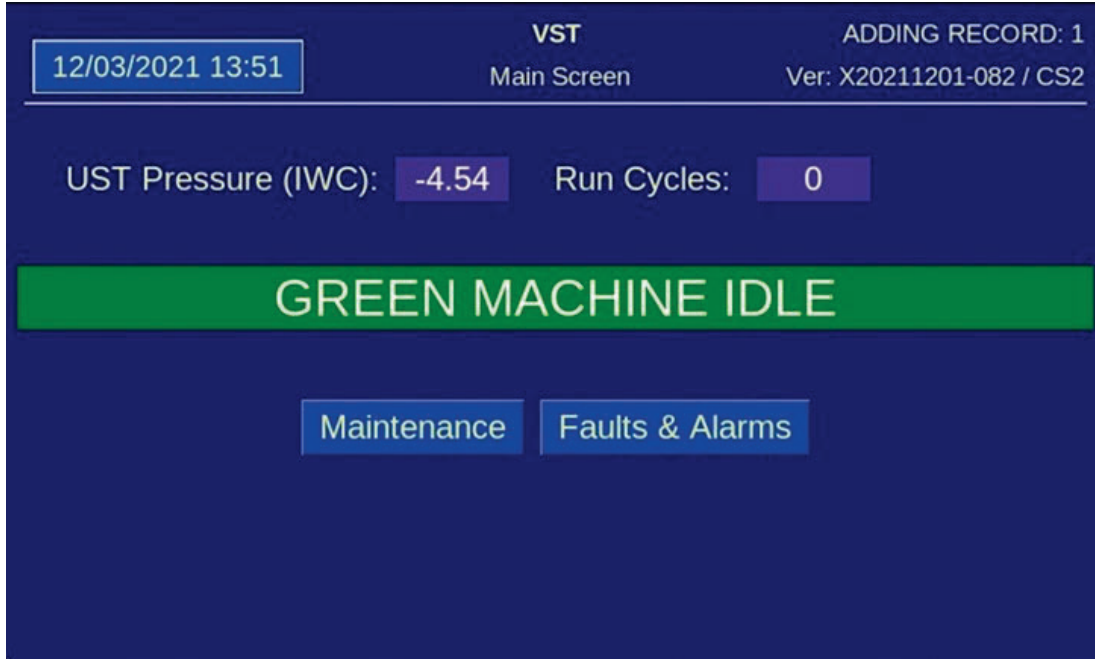 VST
ADDING RECORD: 1
12/03/2021 13:51
Main Screen
Ver: X20211201-082 / CS2
UST Pressure (IWC): -4.54 Run Cycles: 0
GREEN MACHINE IDLE
Maintenance Faults & Alarms